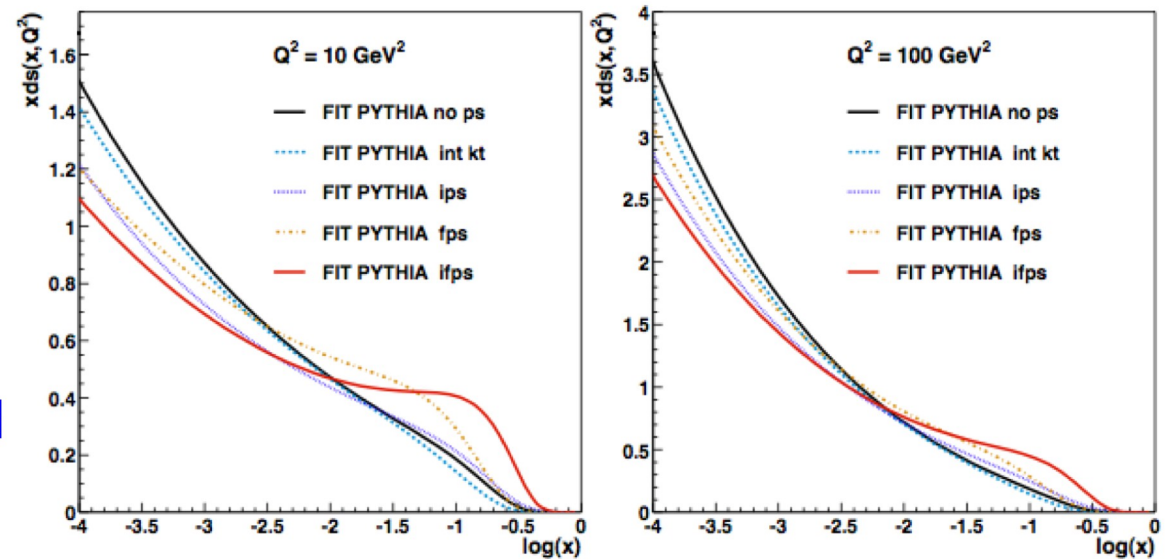 xds(x,Q²)
Q² = 10 GeV²
FIT PYTHIA no ps
FIT PYTHIA int kt
FIT PYTHIA ips
FIT PYTHIA fps
FIT PYTHIA ifps
1.6
1.4
1.2
1
0.8
0.6
0.4
0.2
0
-4 -3.5 -3 -2.5 -2 -1.5 -1 -0.5 0
log(x)
xds(x,Q²)
Q² = 100 GeV²
FIT PYTHIA no ps
FIT PYTHIA int kt
FIT PYTHIA ips
FIT PYTHIA fps
FIT PYTHIA ifps
4
3.5
3
2.5
2
1.5
1
0.5
0
-4 -3.5 -3 -2.5 -2 -1.5 -1 -0.5 0
log(x)